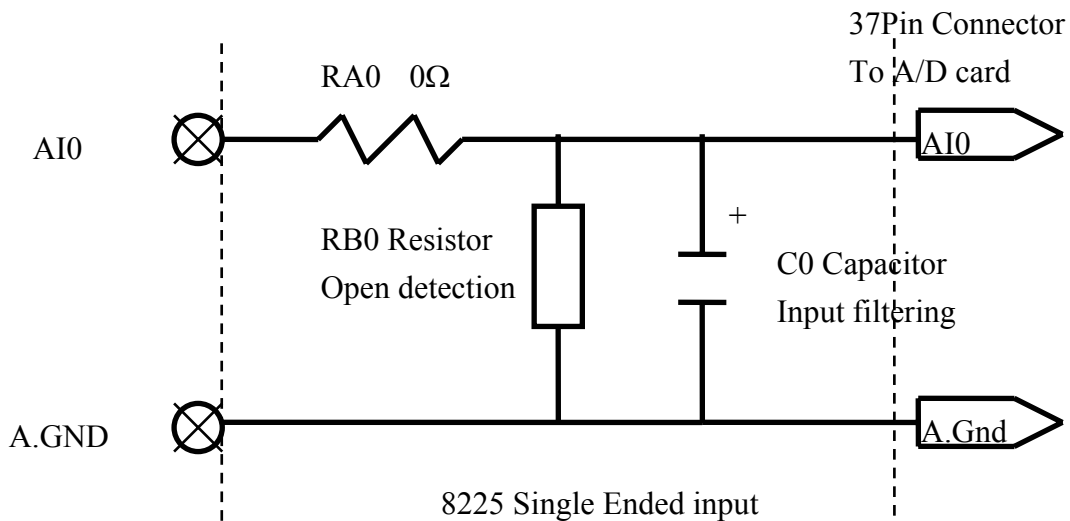 37Pin Connector
To A/D card
RA0 0Ω
AI0
AI0
RB0 Resistor
Open detection
+
C0 Capacitor
Input filtering
A.GND
A.Gnd
8225 Single Ended input